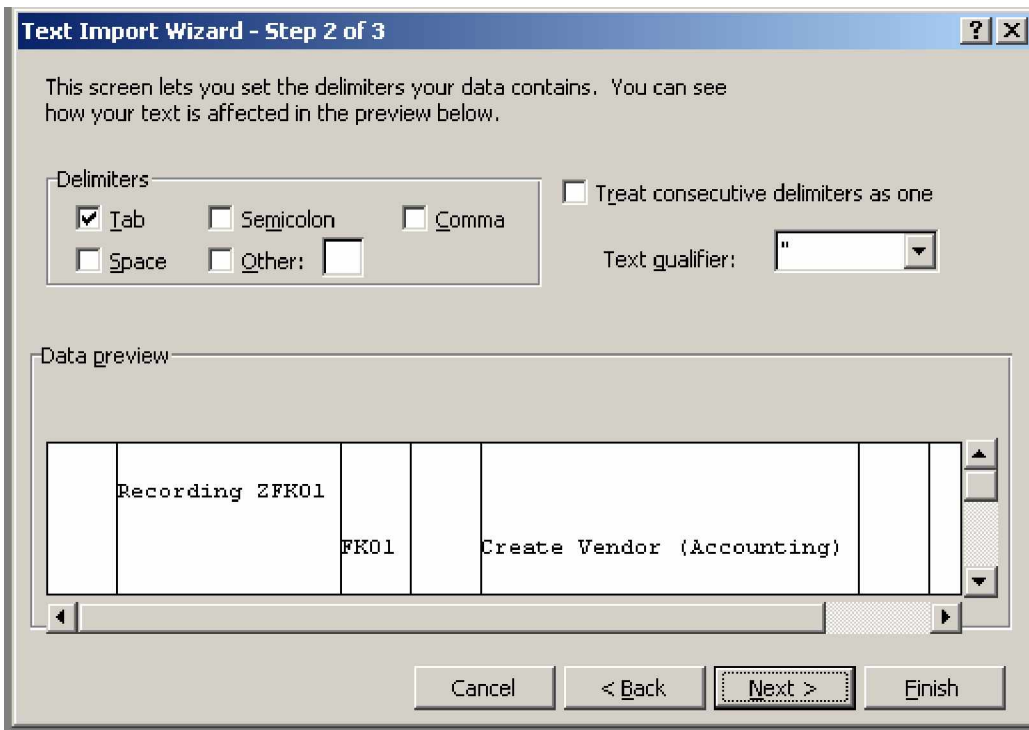 Text Import Wizard - Step 2 of 3
This screen lets you set the delimiters your data contains. You can see
how your text is affected in the preview below.
Delimiters
Tab Semicolon Comma
Space Other:
Treat consecutive delimiters as one
Text qualifier: "
Data preview
Recording ZFK01
FK01 Create Vendor (Accounting)
Cancel < Back Next > Finish